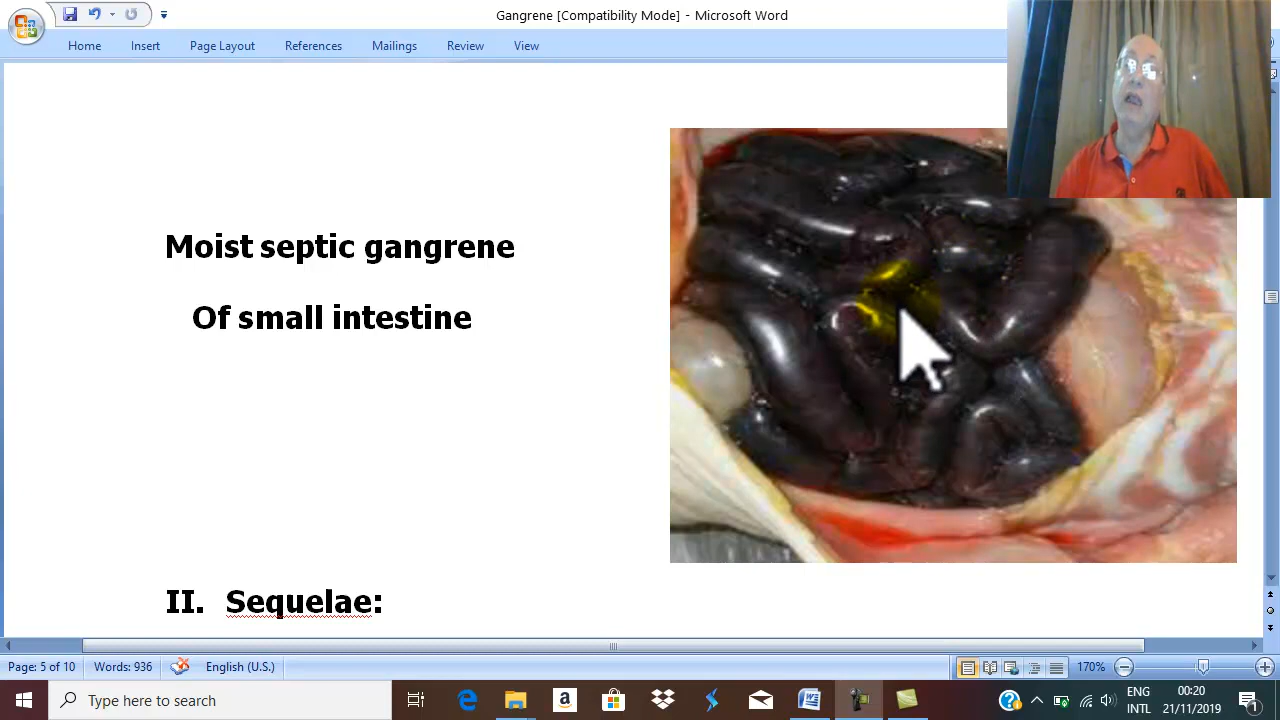 Gangrene [Compatibility Mode] - Microsoft Word
Home Insert Page Layout References Mailings Review View
Moist septic gangrene
Of small intestine
II. Sequelae:
Page: 5 of 10 Words: 936 English (U.S.) 170%
Type here to search
ENG 00:20
INTL 21/11/2019 1